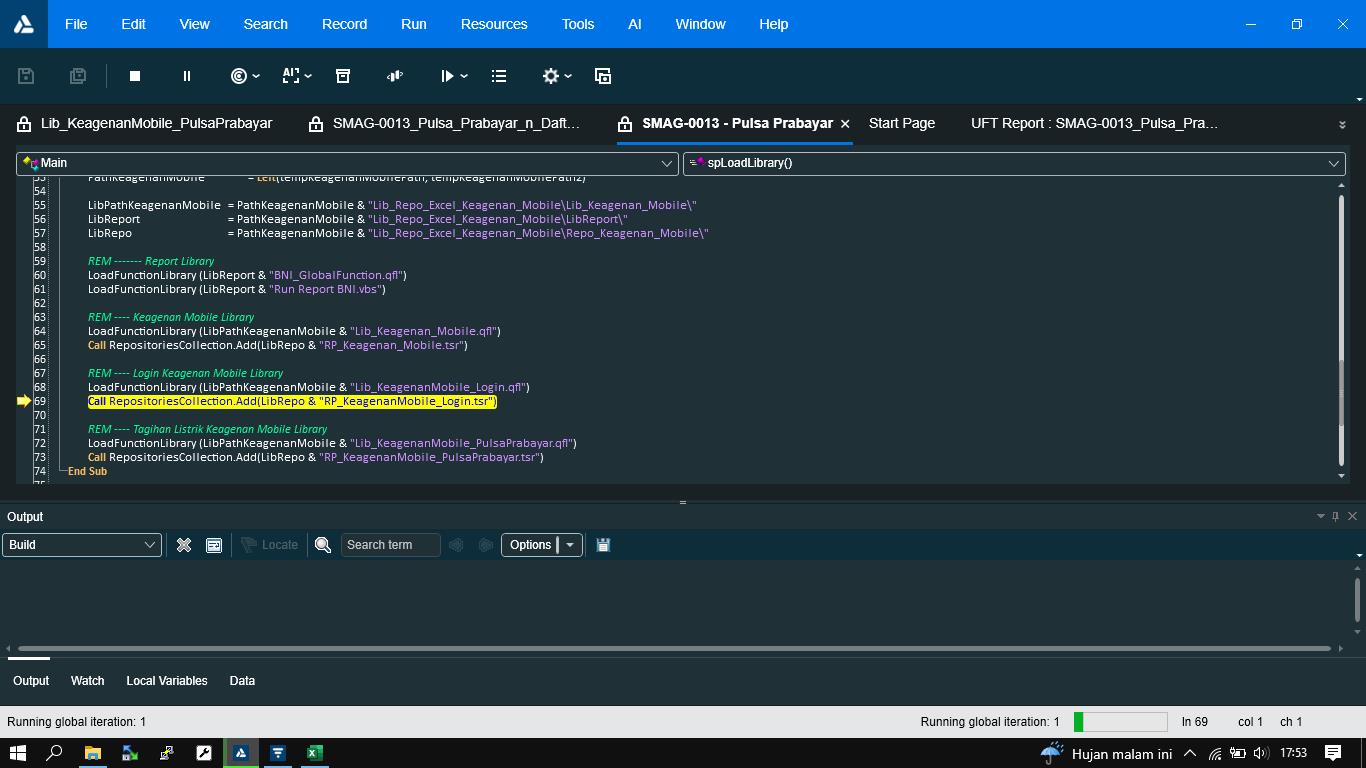 File Edit View Search Record Run Resources Tools AI Window Help
Lib_KeagenanMobile_PulsaPrabayar SMAG-0013_Pulsa_Prabayar_n_Daft... SMAG-0013 - Pulsa Prabayar × Start Page UFT Report : SMAG-0013_Pulsa_Pra...
Main spLoadLibrary()
53 PathKeagenanMobile = Left(tempKeagenanMobilePath, tempKeagenanMobilePath2)
54
55 LibPathKeagenanMobile = PathKeagenanMobile & "Lib_Repo_Excel_Keagenan_Mobile\Lib_Keagenan_Mobile\"
56 LibReport = PathKeagenanMobile & "Lib_Repo_Excel_Keagenan_Mobile\LibReport\"
57 LibRepo = PathKeagenanMobile & "Lib_Repo_Excel_Keagenan_Mobile\Repo_Keagenan_Mobile\"
58
59 REM ------- Report Library
60 LoadFunctionLibrary (LibReport & "BNI_GlobalFunction.qfl")
61 LoadFunctionLibrary (LibReport & "Run Report BNI.vbs")
62
63 REM ---- Keagenan Mobile Library
64 LoadFunctionLibrary (LibPathKeagenanMobile & "Lib_Keagenan_Mobile.qfl")
65 Call RepositoriesCollection.Add(LibRepo & "RP_Keagenan_Mobile.tsr")
66
67 REM ---- Login Keagenan Mobile Library
68 LoadFunctionLibrary (LibPathKeagenanMobile & "Lib_KeagenanMobile_Login.qfl")
69 Call RepositoriesCollection.Add(LibRepo & "RP_KeagenanMobile_Login.tsr")
70
71 REM ---- Tagihan Listrik Keagenan Mobile Library
72 LoadFunctionLibrary (LibPathKeagenanMobile & "Lib_KeagenanMobile_PulsaPrabayar.qfl")
73 Call RepositoriesCollection.Add(LibRepo & "RP_KeagenanMobile_PulsaPrabayar.tsr")
74 End Sub
75
Output
Build Locate Search term Options
Output Watch Local Variables Data
Running global iteration: 1 Running global iteration: 1 ln 69 col 1 ch 1
Hujan malam ini 17:53